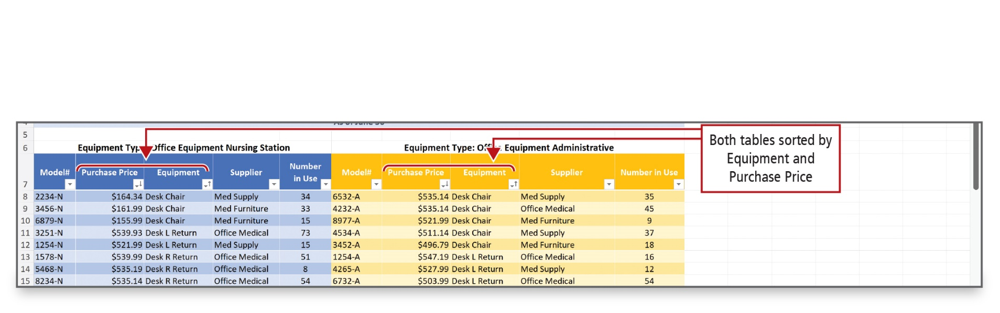 As of June 30
5
6 Equipment Type: Office Equipment Nursing Station Equipment Type: Office Equipment Administrative
Both tables sorted by
Equipment and
Purchase Price
7 Model# Purchase Price Equipment Supplier Number in Use Model# Purchase Price Equipment Supplier Number in Use
8 2234-N $164.34 Desk Chair Med Supply 34 6532-A $535.14 Desk Chair Med Supply 35
9 3456-N $161.99 Desk Chair Med Furniture 33 4232-A $535.14 Desk Chair Office Medical 45
10 6879-N $155.99 Desk Chair Med Furniture 15 8977-A $521.99 Desk Chair Med Furniture 9
11 3251-N $539.93 Desk L Return Office Medical 73 4534-A $511.14 Desk Chair Med Supply 37
12 1254-N $521.99 Desk L Return Med Supply 15 3452-A $496.79 Desk Chair Med Furniture 18
13 1578-N $539.99 Desk R Return Office Medical 51 1254-A $547.19 Desk L Return Office Medical 16
14 5468-N $535.19 Desk R Return Office Medical 8 4265-A $527.99 Desk L Return Med Supply 12
15 8234-N $535.14 Desk R Return Office Medical 54 6732-A $503.99 Desk L Return Office Medical 54